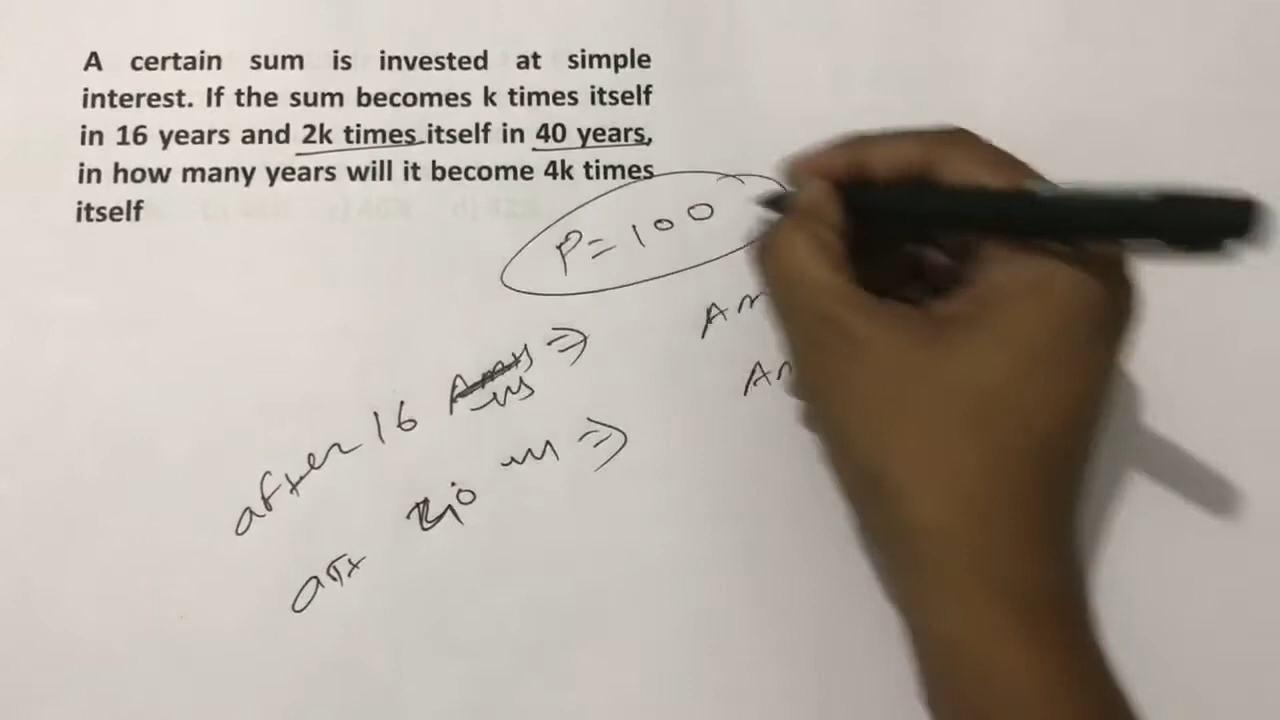 A certain sum is invested at simple
interest. If the sum becomes k times itself
in 16 years and 2k times itself in 40 years,
in how many years will it become 4k times
itself
P = 100
after 16 ⇒ Am
⇒ Am